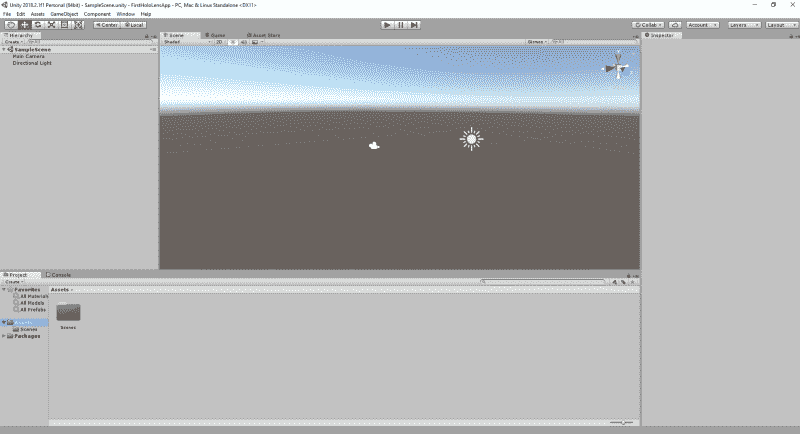 Unity 2018.2.1f1 Personal (64bit) - SampleScene.unity - FirstHoloLensApp - PC, Mac & Linux Standalone <DX11>
File Edit Assets GameObject Component Window Help
Center Local Collab Account Layers Layout
Hierarchy Scene Game Asset Store Inspector
Create All Shaded 2D Gizmos All
SampleScene
Main Camera
Directional Light
Project Console
Create
Favorites Assets
All Materials
All Models
All Prefabs
Assets
Scenes Scenes
Packages